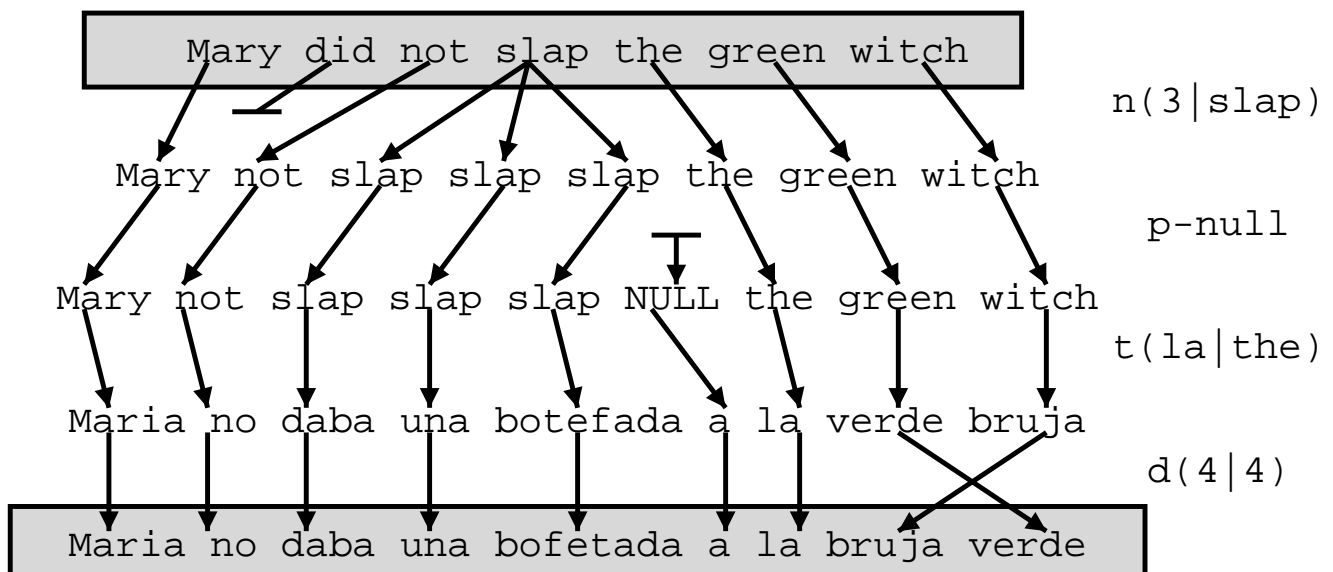 Mary did not slap the green witch
n(3|slap)
Mary not slap slap slap the green witch
p-null
Mary not slap slap slap NULL the green witch
t(la|the)
Maria no daba una botefada a la verde bruja
d(4|4)
Maria no daba una bofetada a la bruja verde